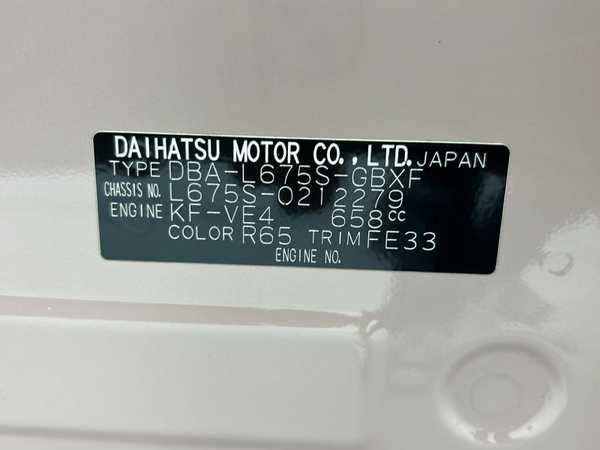 DAIHATSU MOTOR CO., LTD. JAPAN
TYPE DBA-L675S-GBXF
CHASSIS NO. L675S-0212279
ENGINE KF-VE4 658cc
COLOR R65 TRIM FE33
ENGINE NO.